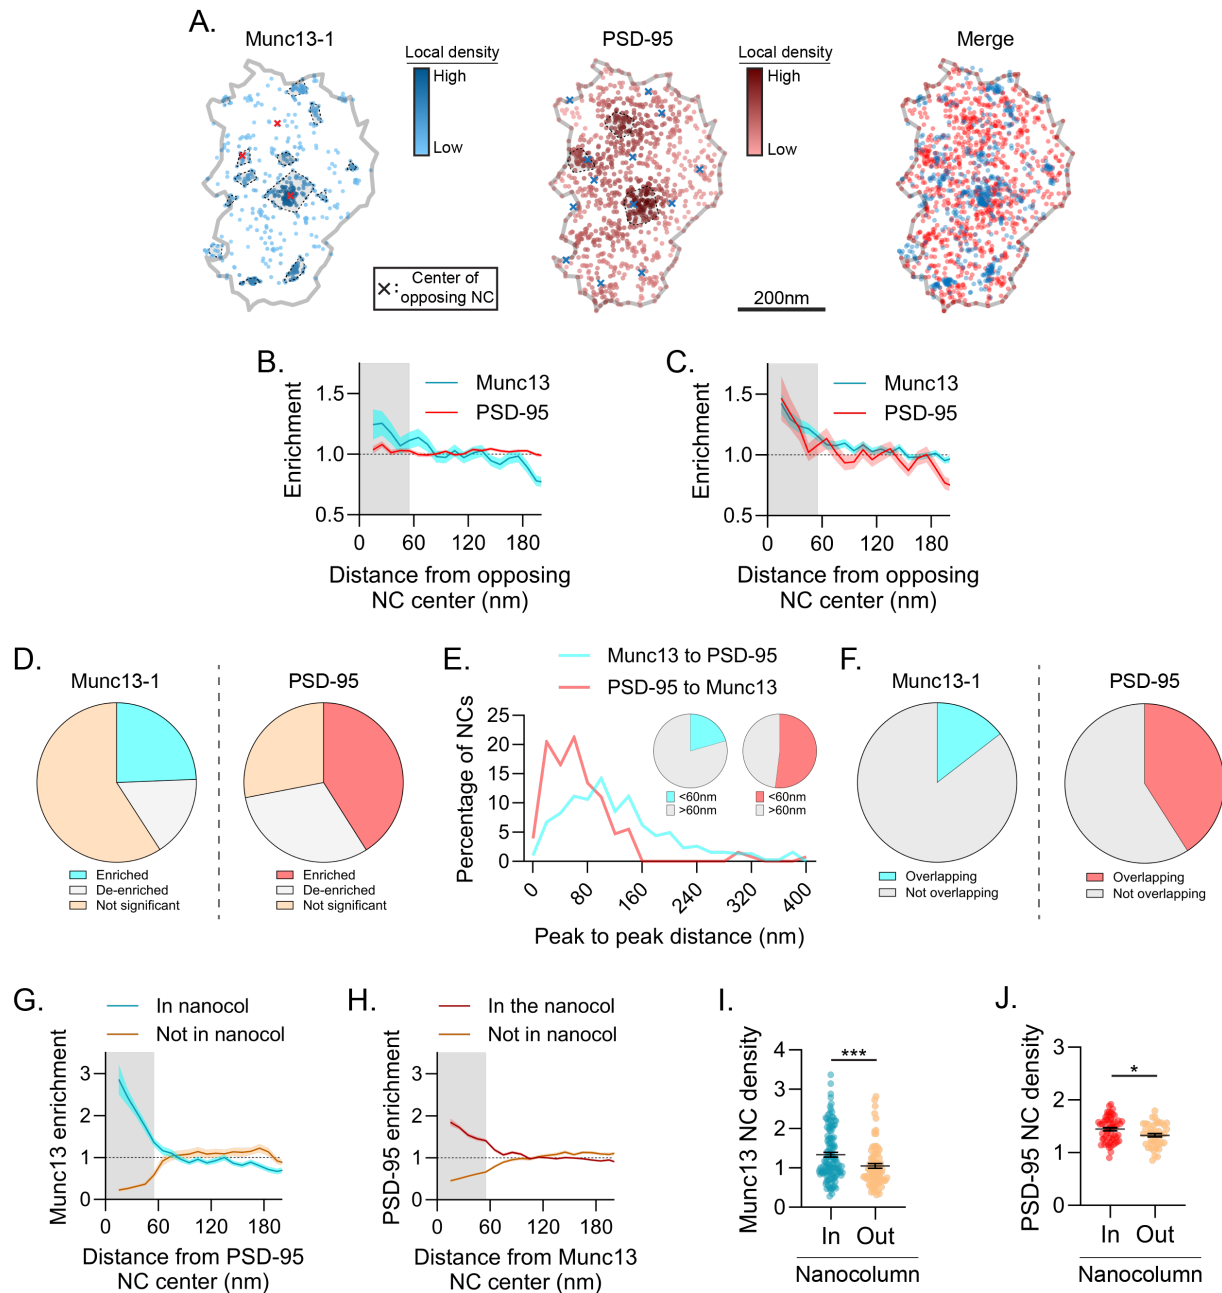 A.
Munc13-1
Local density
High
Low
PSD-95
Local density
High
Low
Merge
×: Center of
opposing NC
200nm
B.
Enrichment
1.5
1.0
0.5
0 60 120 180
Munc13
PSD-95
Distance from opposing
NC center (nm)
C.
Enrichment
1.5
1.0
0.5
0 60 120 180
Munc13
PSD-95
Distance from opposing
NC center (nm)
D.
Munc13-1
Enriched
De-enriched
Not significant
PSD-95
Enriched
De-enriched
Not significant
E.
Munc13 to PSD-95
PSD-95 to Munc13
Percentage of NCs
25
20
15
10
5
0
0 80 160 240 320 400
<60nm
>60nm
<60nm
>60nm
Peak to peak distance (nm)
F.
Munc13-1
Overlapping
Not overlapping
PSD-95
Overlapping
Not overlapping
G.
In nanocol
Not in nanocol
Munc13 enrichment
3
2
1
0
0 60 120 180
Distance from PSD-95
NC center (nm)
H.
In the nanocol
Not in nanocol
PSD-95 enrichment
3
2
1
0
0 60 120 180
Distance from Munc13
NC center (nm)
I.
Munc13 NC density
4
3
2
1
0
***
In Out
Nanocolumn
J.
PSD-95 NC density
3
2
1
0
*
In Out
Nanocolumn